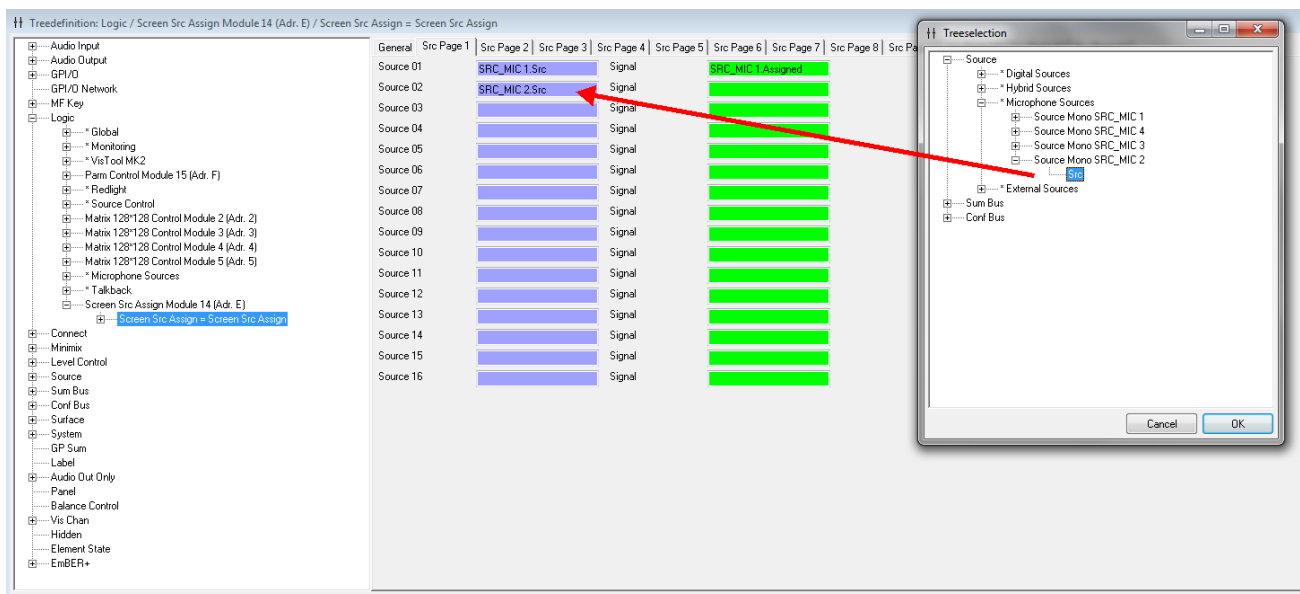 Treedefinition: Logic / Screen Src Assign Module 14 (Adr. E) / Screen Src Assign = Screen Src Assign
Audio Input
Audio Output
GPI/O
GPI/O Network
MF Key
Logic
* Global
* Monitoring
* VisTool MK2
Parm Control Module 15 (Adr. F)
* Redlight
* Source Control
Matrix 128*128 Control Module 2 (Adr. 2)
Matrix 128*128 Control Module 3 (Adr. 3)
Matrix 128*128 Control Module 4 (Adr. 4)
Matrix 128*128 Control Module 5 (Adr. 5)
* Microphone Sources
* Talkback
Screen Src Assign Module 14 (Adr. E)
Screen Src Assign = Screen Src Assign
Connect
Minimix
Level Control
Source
Sum Bus
Conf Bus
Surface
System
GP Sum
Label
Audio Out Only
Panel
Balance Control
Vis Chan
Hidden
Element State
EmBER+
General Src Page 1 Src Page 2 Src Page 3 Src Page 4 Src Page 5 Src Page 6 Src Page 7 Src Page 8 Src Pa
Source 01 SRC_MIC 1.Src Signal SRC_MIC 1.Assigned
Source 02 SRC_MIC 2.Src Signal
Source 03 Signal
Source 04 Signal
Source 05 Signal
Source 06 Signal
Source 07 Signal
Source 08 Signal
Source 09 Signal
Source 10 Signal
Source 11 Signal
Source 12 Signal
Source 13 Signal
Source 14 Signal
Source 15 Signal
Source 16 Signal
Treeselection
Source
* Digital Sources
* Hybrid Sources
* Microphone Sources
Source Mono SRC_MIC 1
Source Mono SRC_MIC 4
Source Mono SRC_MIC 3
Source Mono SRC_MIC 2
Src
* External Sources
Sum Bus
Conf Bus
Cancel OK